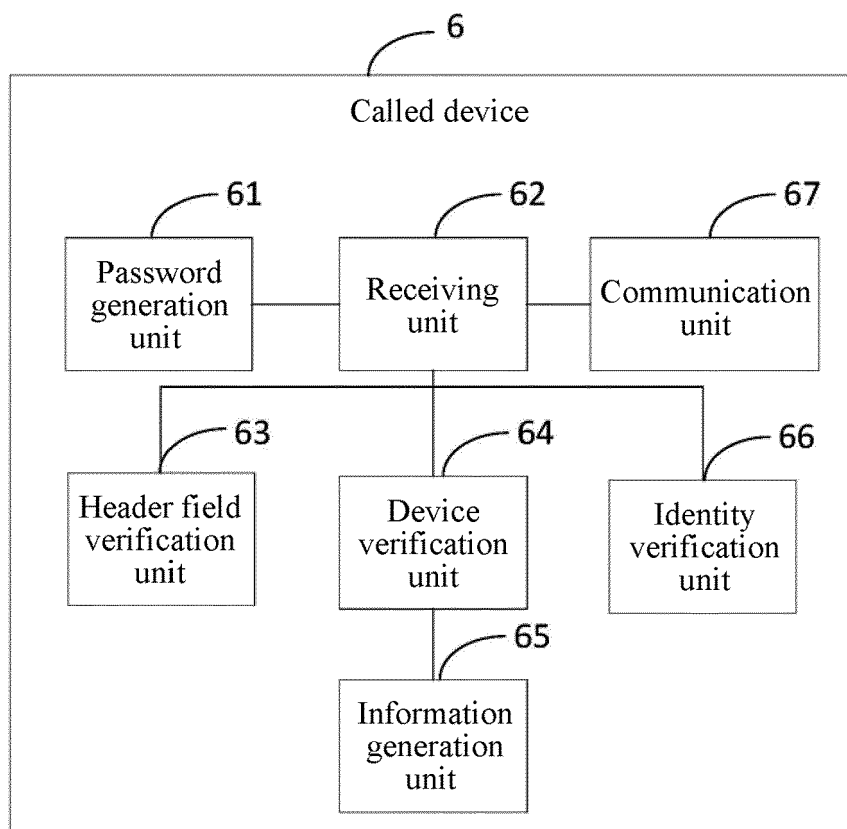 6
Called device
61
62
67
Password
generation
unit
Receiving
unit
Communication
unit
63
64
66
Header field
verification
unit
Device
verification
unit
Identity
verification
unit
65
Information
generation
unit